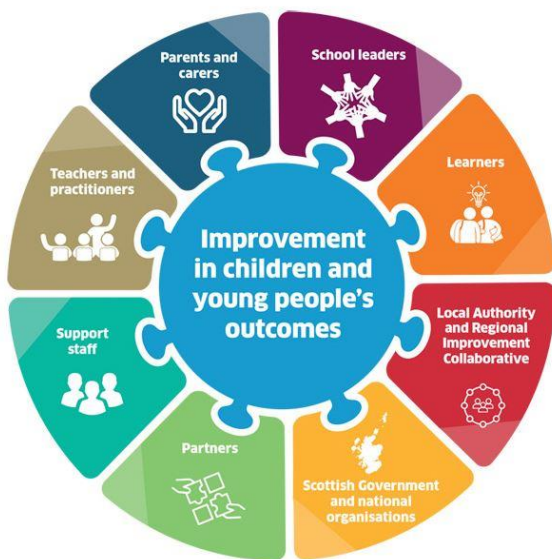 Parents and
carers
School leaders
Teachers and
practitioners
Learners
Improvement
in children and
young people's
outcomes
Local Authority
and Regional
Improvement
Collaborative
Support
staff
Partners
Scottish Government
and national
organisations